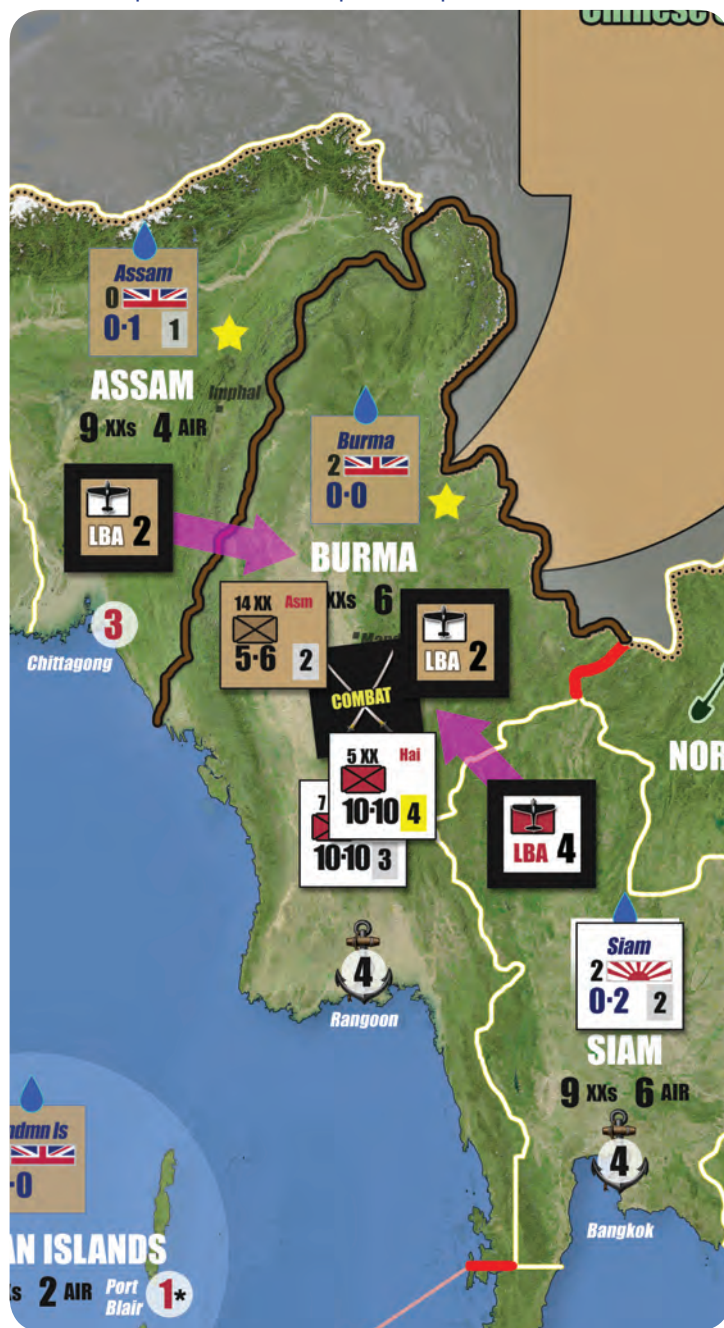 Assam
0
0·1 1
ASSAM
Imphal
9 XXs 4 AIR
Burma
2
0·0
LBA 2
BURMA
XXs 6
3
Chittagong
14 XX Asm
5·6 2
LBA 2
COMBAT
NOR
5 XX Hai
10·10 4
7
10·10 3
LBA 4
4
Rangoon
Siam
2
0·2 2
SIAM
9 XXs 6 AIR
4
Bangkok
ndmn Is
·0
AN ISLANDS
s 2 AIR Port Blair 1*